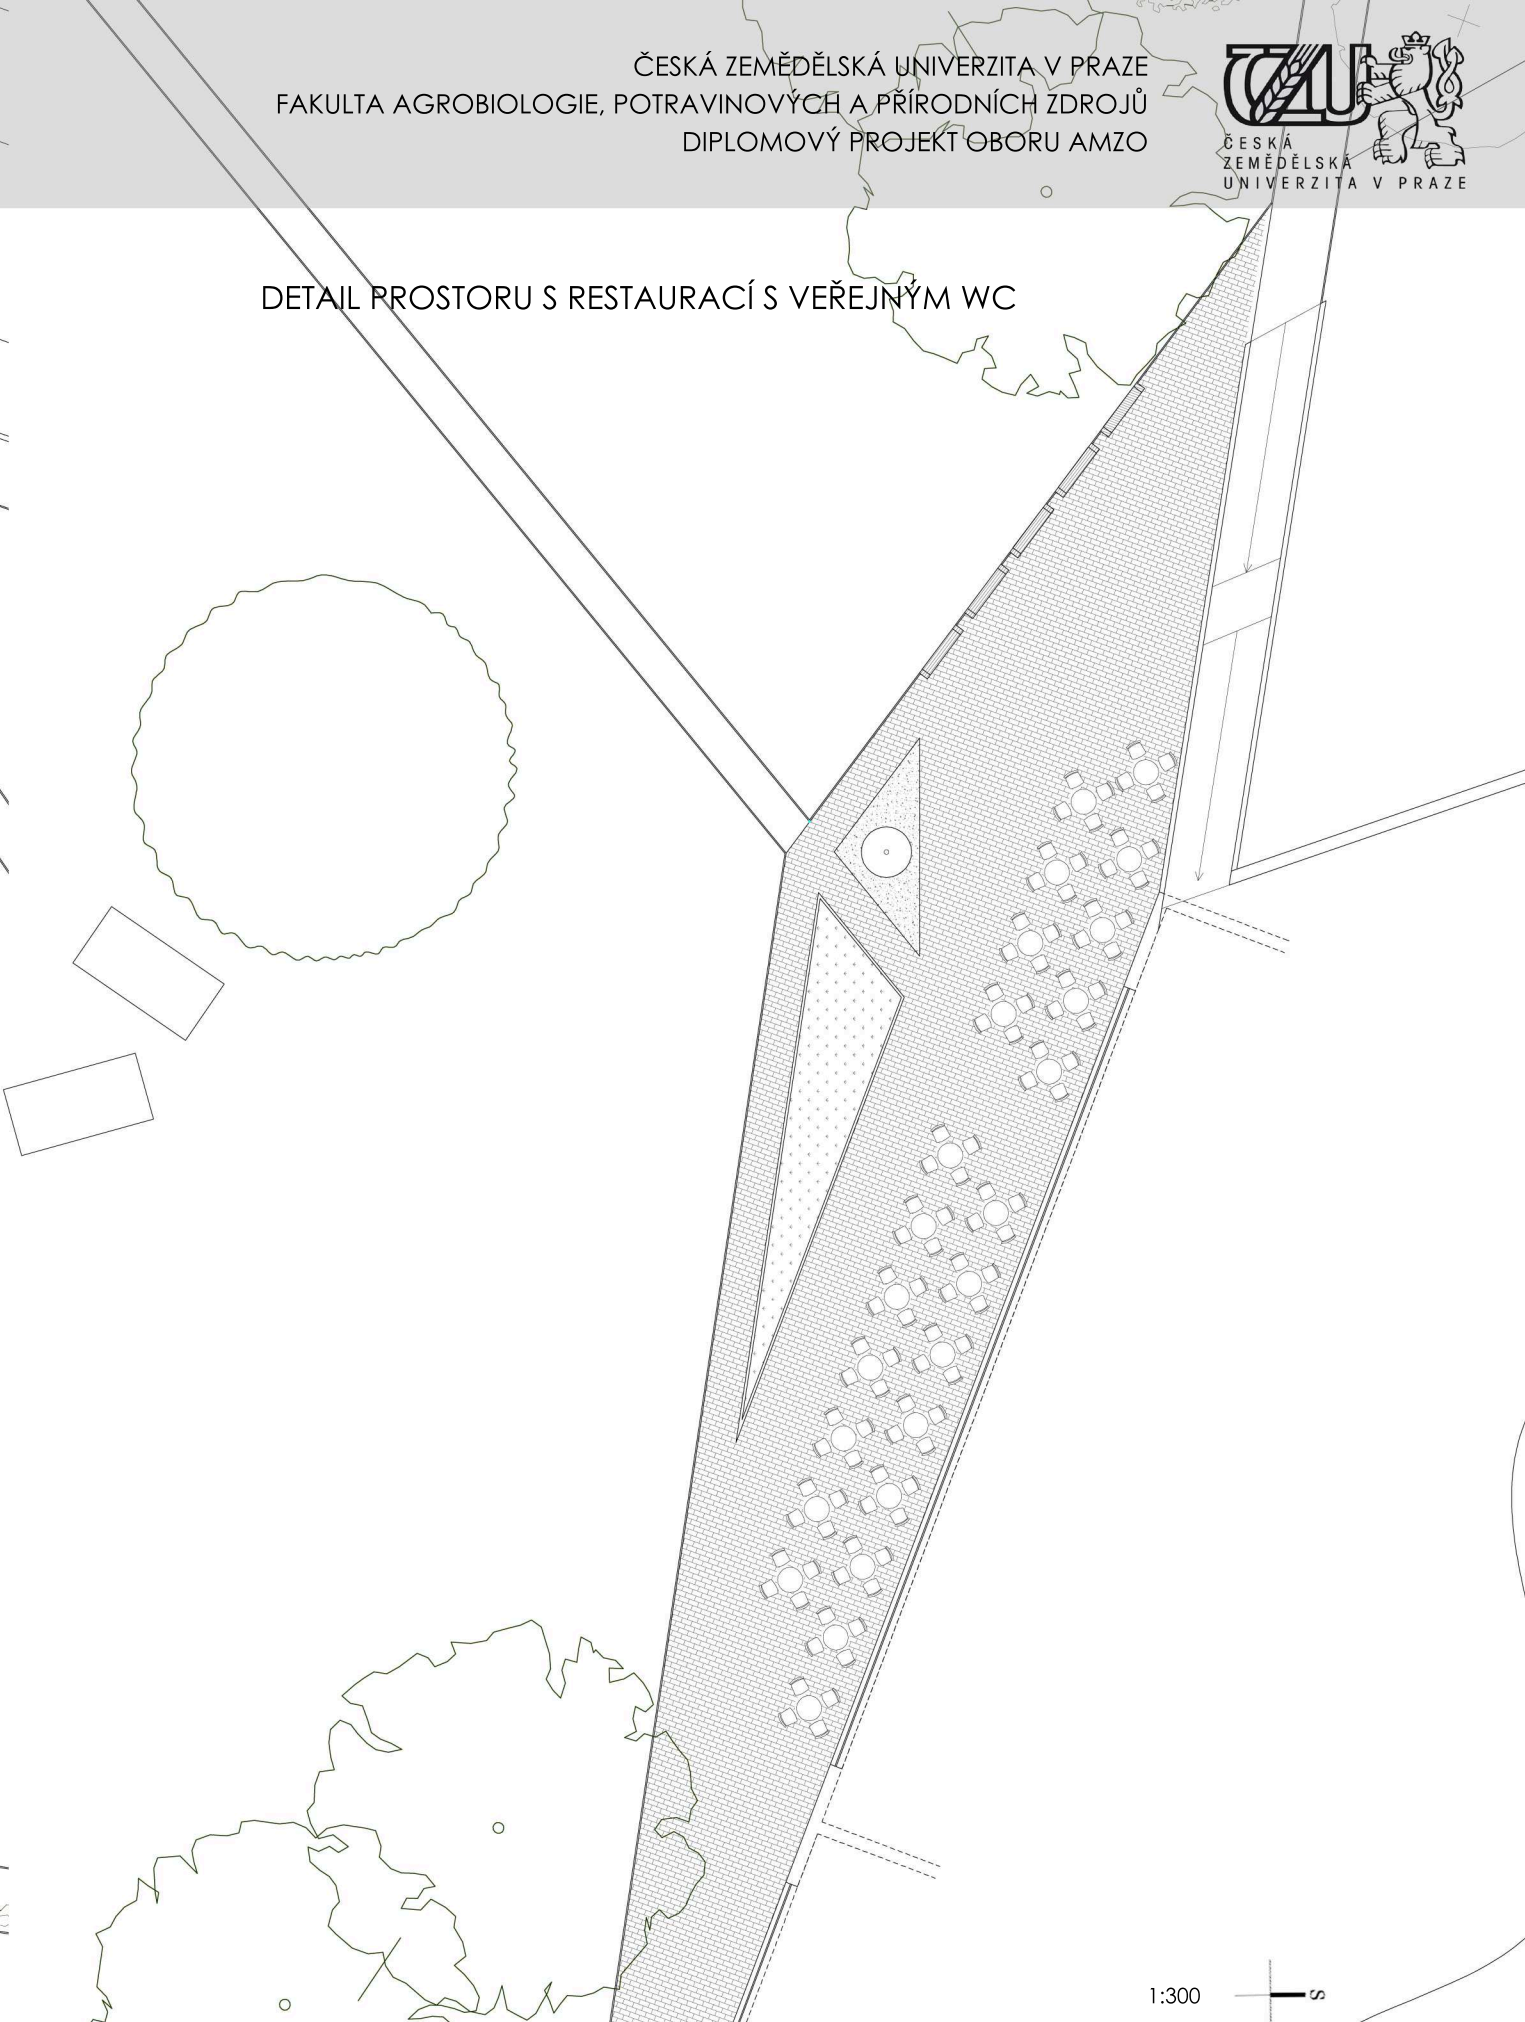 ČESKÁ ZEMĚDĚLSKÁ UNIVERZITA V PRAZE
FAKULTA AGROBIOLOGIE, POTRAVINOVÝCH A PŘÍRODNÍCH ZDROJŮ
DIPLOMOVÝ PROJEKT OBORU AMZO
ČZU
ČESKÁ
ZEMĚDĚLSKÁ
UNIVERZITA V PRAZE
DETAIL PROSTORU S RESTAURACÍ S VEŘEJNÝM WC
1:300
S